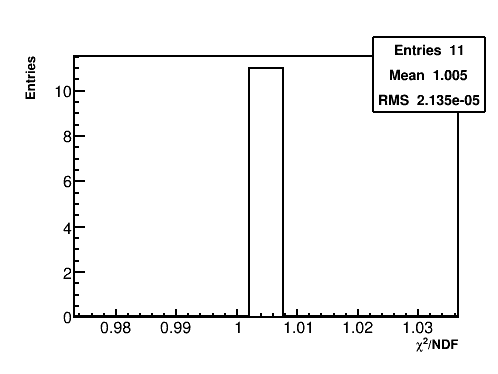 Entries 11
Mean 1.005
RMS 2.135e-05
Entries
10
8
6
4
2
0
0.98 0.99 1 1.01 1.02 1.03
χ²/NDF